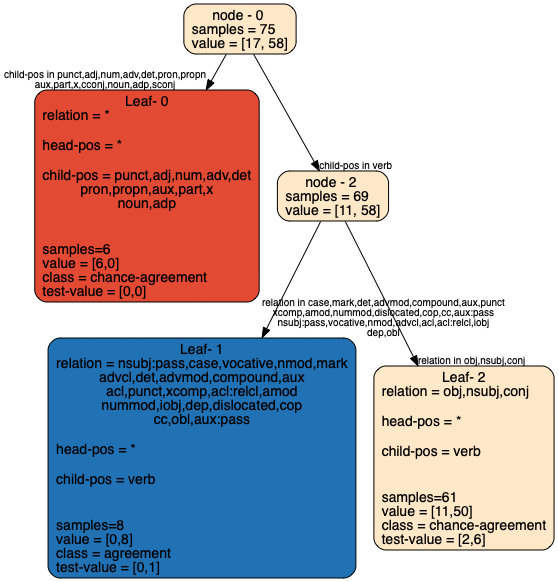 node - 0
samples = 75
value = [17, 58]
child-pos in punct,adj,num,adv,det,pron,propn
aux,part,x,cconj,noun,adp,sconj
Leaf- 0
relation = *
head-pos = *
child-pos = punct,adj,num,adv,det
pron,propn,aux,part,x
noun,adp
samples=6
value = [6,0]
class = chance-agreement
test-value = [0,0]
child-pos in verb
node - 2
samples = 69
value = [11, 58]
relation in case,mark,det,advmod,compound,aux,punct
xcomp,amod,nummod,dislocated,cop,cc,aux:pass
nsubj:pass,vocative,nmod,advcl,acl,acl:relcl,iobj
dep,obl
Leaf- 1
relation = nsubj:pass,case,vocative,nmod,mark
advcl,det,advmod,compound,aux
acl,punct,xcomp,acl:relcl,amod
nummod,iobj,dep,dislocated,cop
cc,obl,aux:pass
head-pos = *
child-pos = verb
samples=8
value = [0,8]
class = agreement
test-value = [0,1]
relation in obj,nsubj,conj
Leaf- 2
relation = obj,nsubj,conj
head-pos = *
child-pos = verb
samples=61
value = [11,50]
class = chance-agreement
test-value = [2,6]